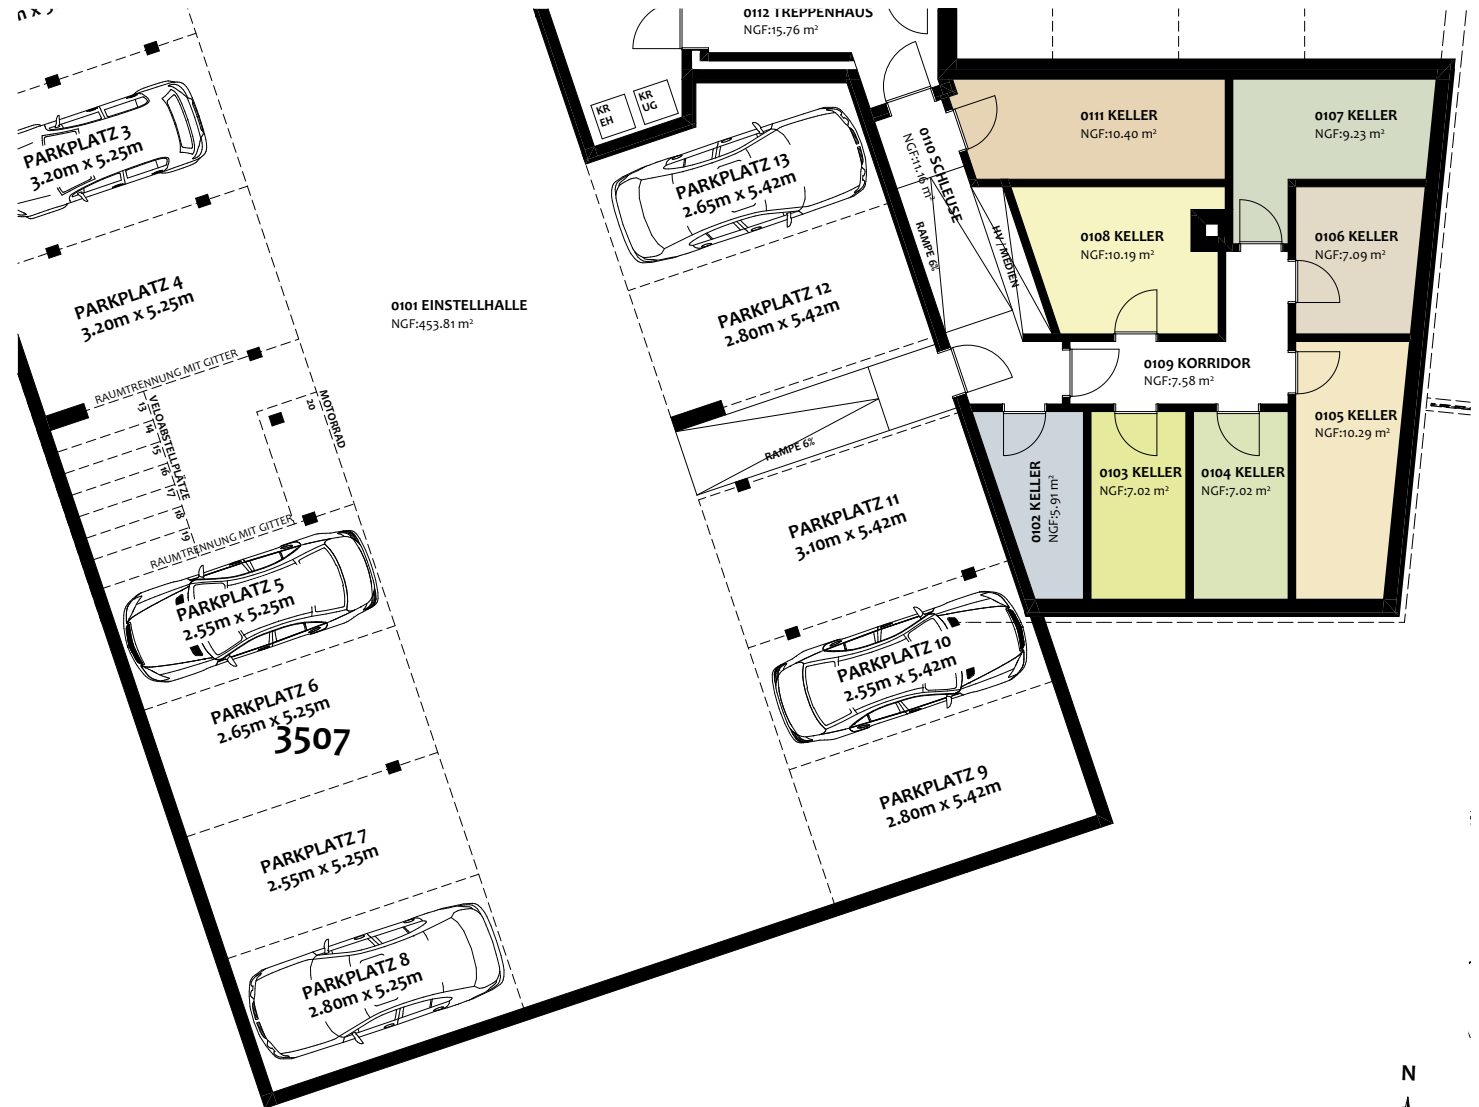 0112 TREPPENHAUS
NGF:15.76 m²
KR
EH
KR
UG
0111 KELLER
NGF:10.40 m²
0107 KELLER
NGF:9.23 m²
PARKPLATZ 3
3.20m x 5.25m
PARKPLATZ 13
2.65m x 5.42m
0110 SCHLEUSE
NGF:11.16 m²
RAMPE 6%
HV / MEDIEN
0108 KELLER
NGF:10.19 m²
0106 KELLER
NGF:7.09 m²
PARKPLATZ 4
3.20m x 5.25m
0101 EINSTELLHALLE
NGF:453.81 m²
PARKPLATZ 12
2.80m x 5.42m
0109 KORRIDOR
NGF:7.58 m²
RAUMTRENNUNG MIT GITTER
VELOABSTELLPLÄTZE
13
14
15
16
17
18
19
MOTORRAD
20
RAUMTRENNUNG MIT GITTER
RAMPE 6%
0105 KELLER
NGF:10.29 m²
0102 KELLER
NGF:5.91 m²
0103 KELLER
NGF:7.02 m²
0104 KELLER
NGF:7.02 m²
PARKPLATZ 11
3.10m x 5.42m
PARKPLATZ 5
2.55m x 5.25m
PARKPLATZ 10
2.55m x 5.42m
PARKPLATZ 6
2.65m x 5.25m
3507
PARKPLATZ 9
2.80m x 5.42m
PARKPLATZ 7
2.55m x 5.25m
PARKPLATZ 8
2.80m x 5.25m
N